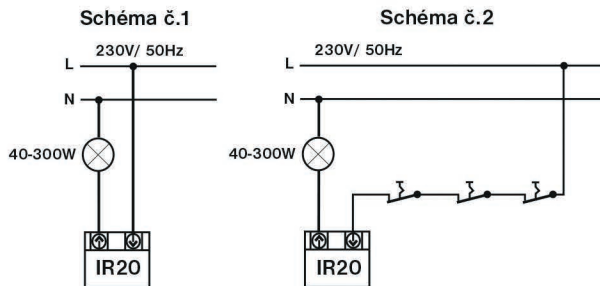 Schéma č.1
230V/ 50Hz
L
N
40-300W
IR20
Schéma č.2
230V/ 50Hz
L
N
40-300W
IR20